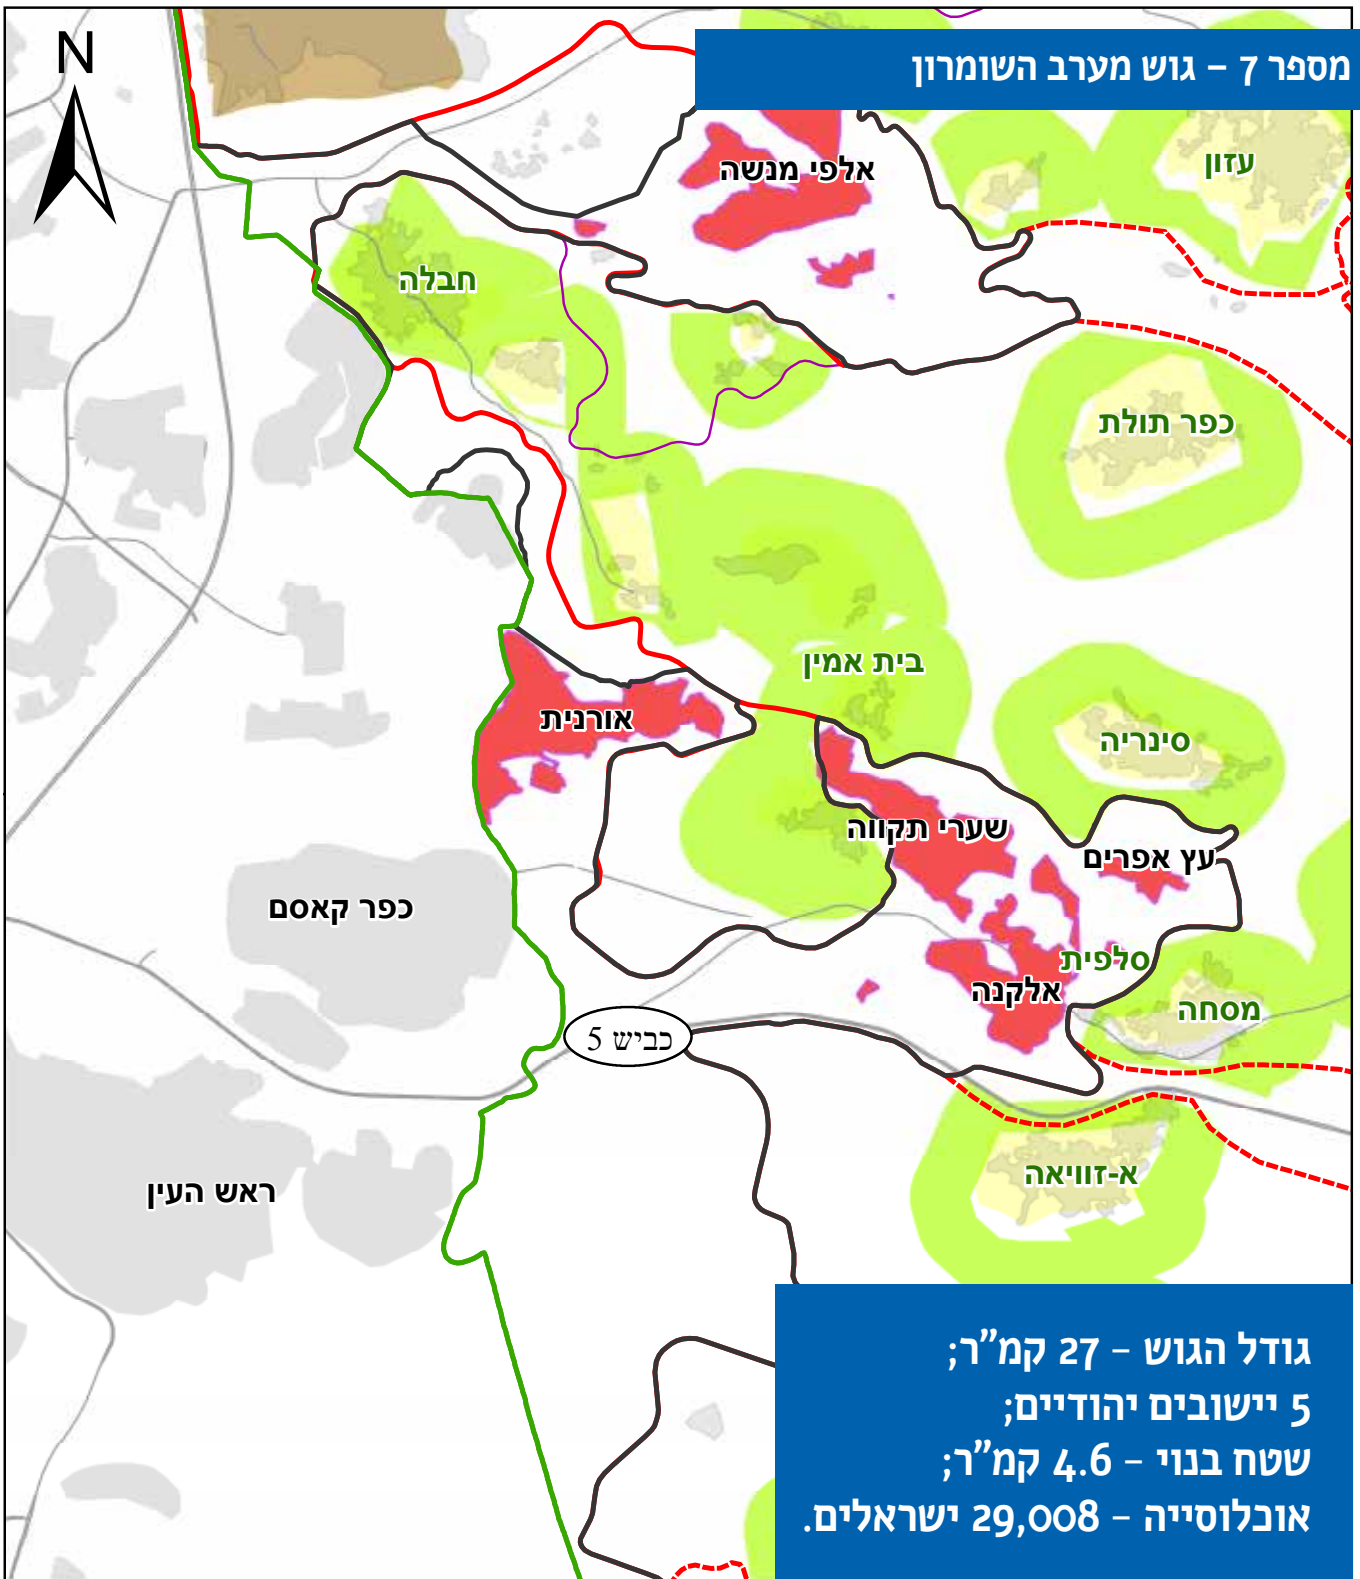 מספר 7 – גוש מערב השומרון
N
אלפי מנשה
עזון
חבלה
כפר תולת
בית אמין
אורנית
סינריה
שערי תקווה
עץ אפרים
כפר קאסם
סלפית
אלקנה
מסחה
כביש 5
א-זוויאה
ראש העין
גודל הגוש – 27 קמ"ר;
5 יישובים יהודיים;
שטח בנוי – 4.6 קמ"ר;
אוכלוסייה – 29,008 ישראלים.